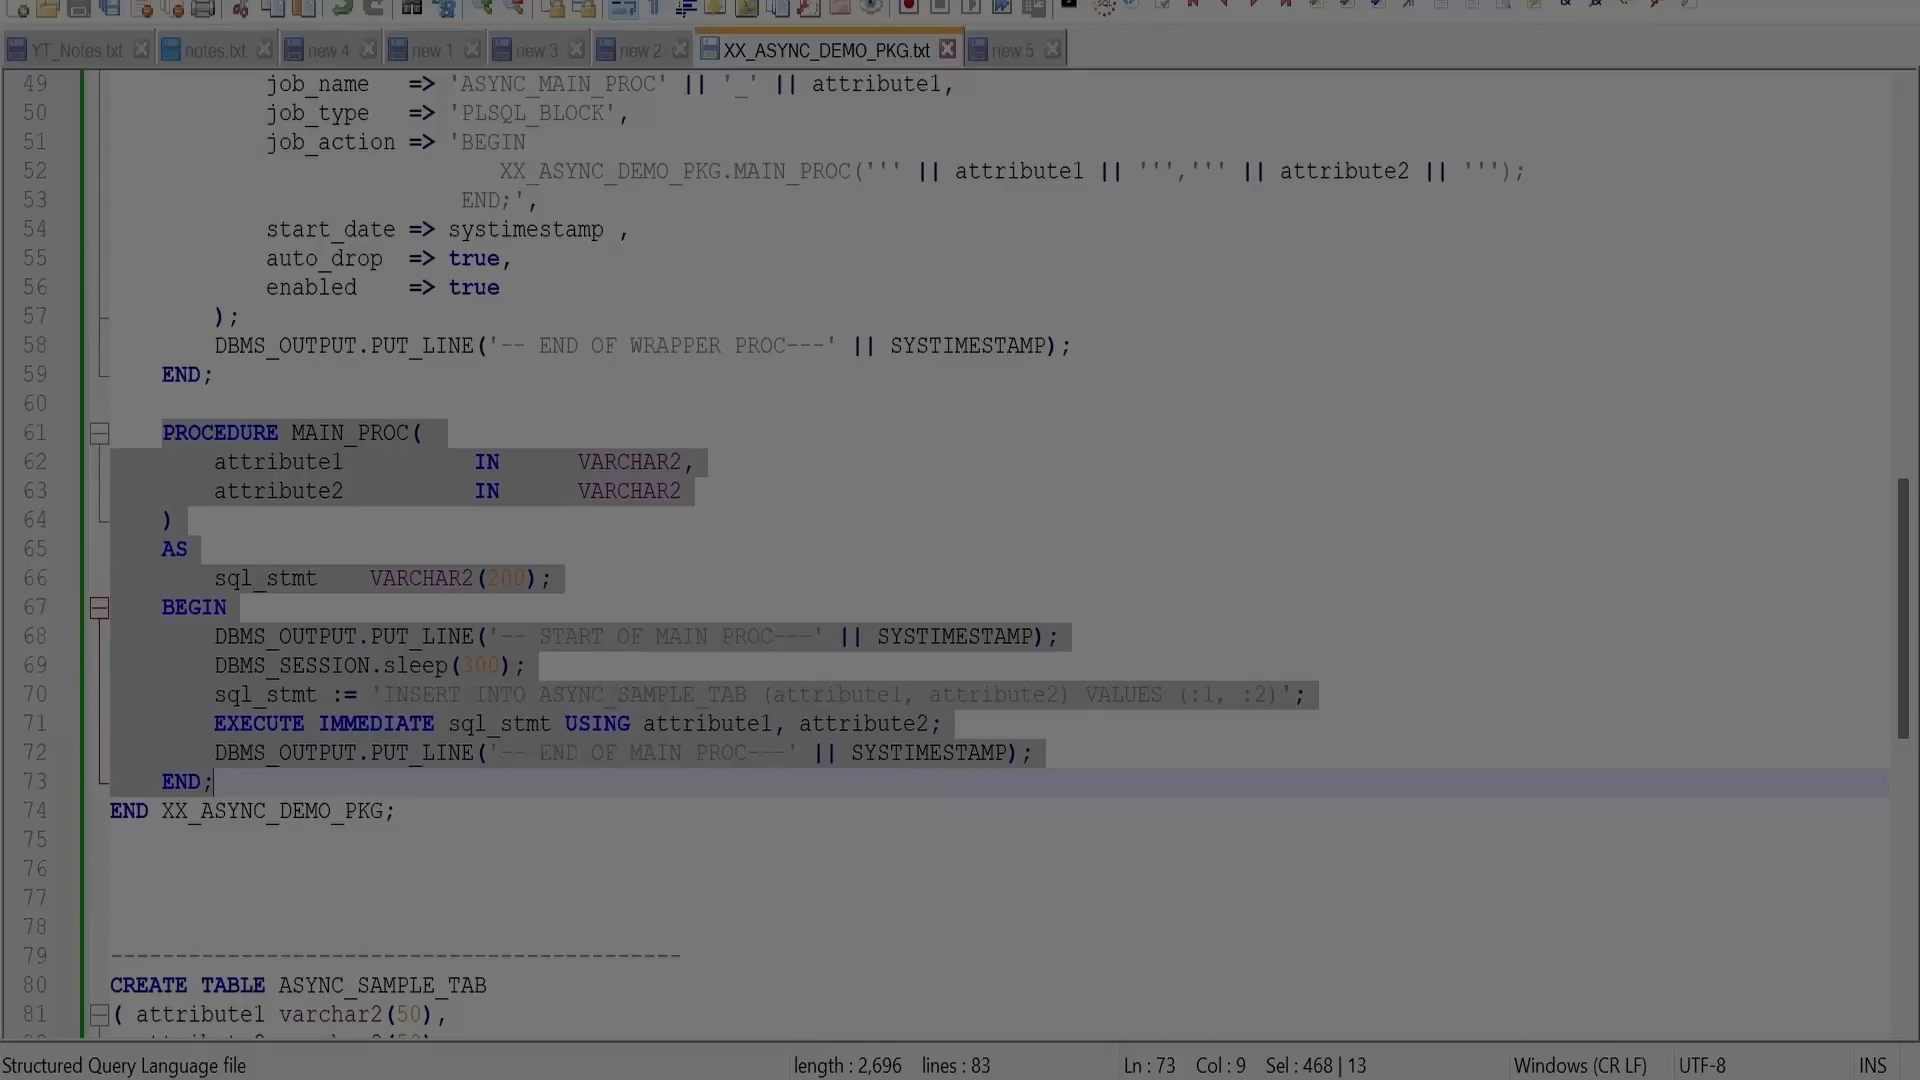 YT_Notes.txt notes.txt new 4 new 1 new 3 new 2 XX_ASYNC_DEMO_PKG.txt new 5
49 job_name => 'ASYNC_MAIN_PROC' || '_' || attribute1,
50 job_type => 'PLSQL_BLOCK',
51 job_action => 'BEGIN
52 XX_ASYNC_DEMO_PKG.MAIN_PROC(''' || attribute1 || ''',''' || attribute2 || ''');
53 END;',
54 start_date => systimestamp ,
55 auto_drop => true,
56 enabled => true
57 );
58 DBMS_OUTPUT.PUT_LINE('-- END OF WRAPPER PROC---' || SYSTIMESTAMP);
59 END;
60
61 PROCEDURE MAIN_PROC(
62 attribute1 IN VARCHAR2,
63 attribute2 IN VARCHAR2
64 )
65 AS
66 sql_stmt VARCHAR2(200);
67 BEGIN
68 DBMS_OUTPUT.PUT_LINE('-- START OF MAIN PROC---' || SYSTIMESTAMP);
69 DBMS_SESSION.sleep(300);
70 sql_stmt := 'INSERT INTO ASYNC_SAMPLE_TAB (attribute1, attribute2) VALUES (:1, :2)';
71 EXECUTE IMMEDIATE sql_stmt USING attribute1, attribute2;
72 DBMS_OUTPUT.PUT_LINE('-- END OF MAIN PROC---' || SYSTIMESTAMP);
73 END;
74 END XX_ASYNC_DEMO_PKG;
75
76
77
78
79 --------------------------------------------
80 CREATE TABLE ASYNC_SAMPLE_TAB
81 ( attribute1 varchar2(50),
Structured Query Language file length : 2,696 lines : 83 Ln : 73 Col : 9 Sel : 468 | 13 Windows (CR LF) UTF-8 INS